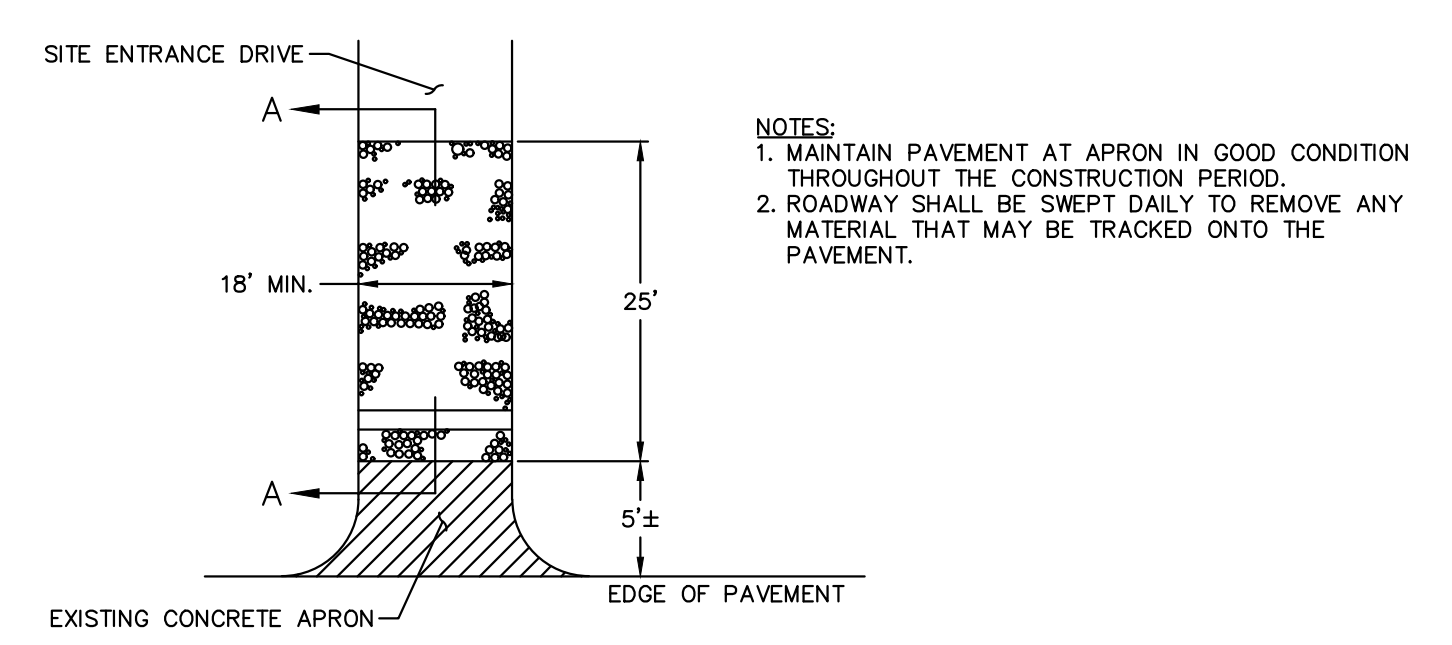 SITE ENTRANCE DRIVE
A
NOTES:
1. MAINTAIN PAVEMENT AT APRON IN GOOD CONDITION
THROUGHOUT THE CONSTRUCTION PERIOD.
2. ROADWAY SHALL BE SWEPT DAILY TO REMOVE ANY
MATERIAL THAT MAY BE TRACKED ONTO THE
PAVEMENT.
18' MIN.
25'
A
5'±
EDGE OF PAVEMENT
EXISTING CONCRETE APRON